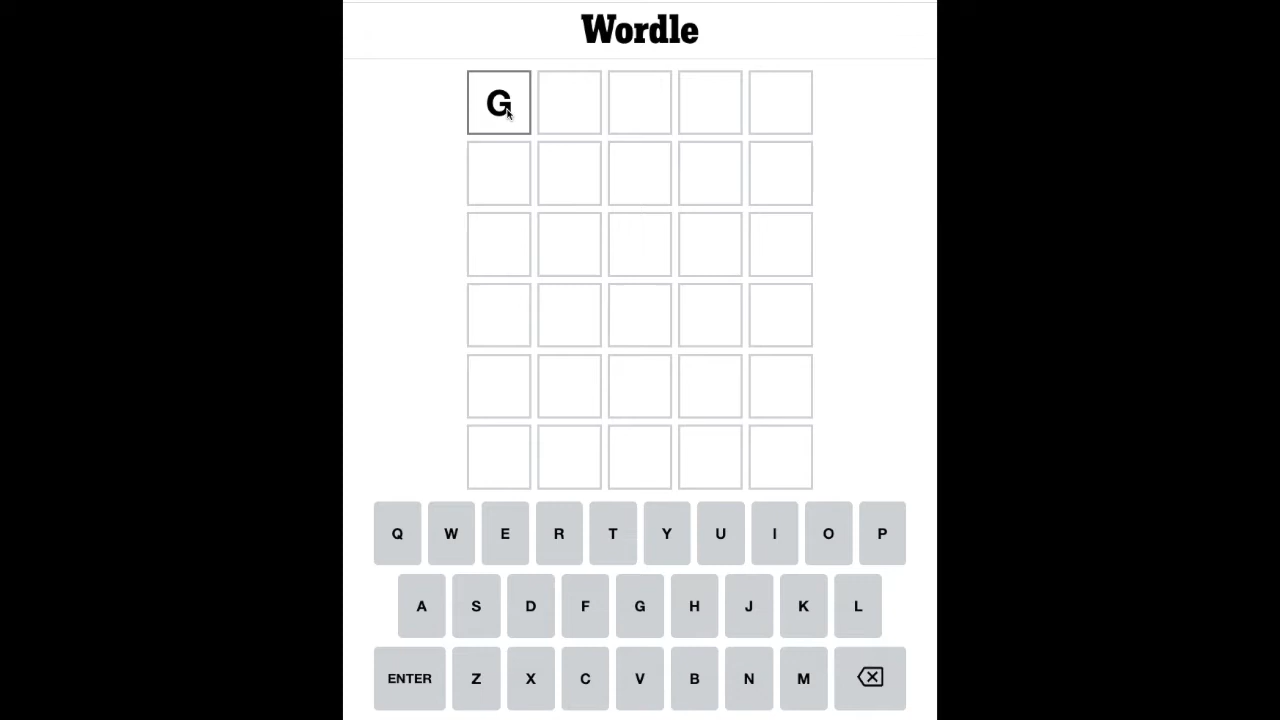 Wordle
G
Q W E R T Y U I O P
A S D F G H J K L
ENTER Z X C V B N M